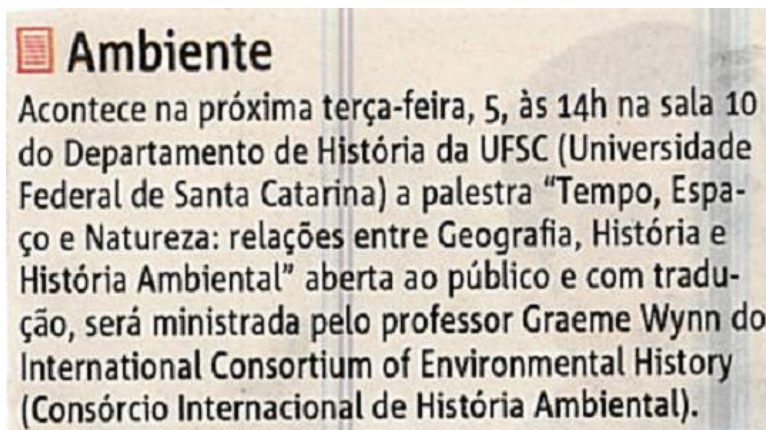 Ambiente
Acontece na próxima terça-feira, 5, às 14h na sala 10
do Departamento de História da UFSC (Universidade
Federal de Santa Catarina) a palestra “Tempo, Espa-
ço e Natureza: relações entre Geografia, História e
História Ambiental” aberta ao público e com tradu-
ção, será ministrada pelo professor Graeme Wynn do
International Consortium of Environmental History
(Consórcio Internacional de História Ambiental).